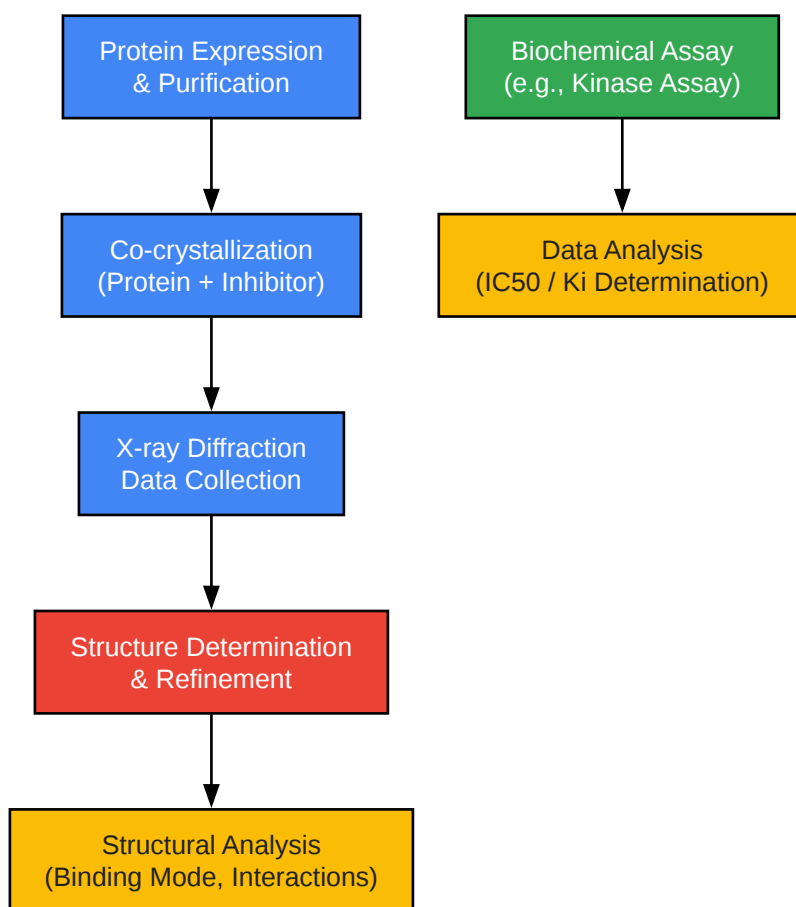 Protein Expression
& Purification
Co-crystallization
(Protein + Inhibitor)
X-ray Diffraction
Data Collection
Structure Determination
& Refinement
Structural Analysis
(Binding Mode, Interactions)
Biochemical Assay
(e.g., Kinase Assay)
Data Analysis
(IC50 / Ki Determination)